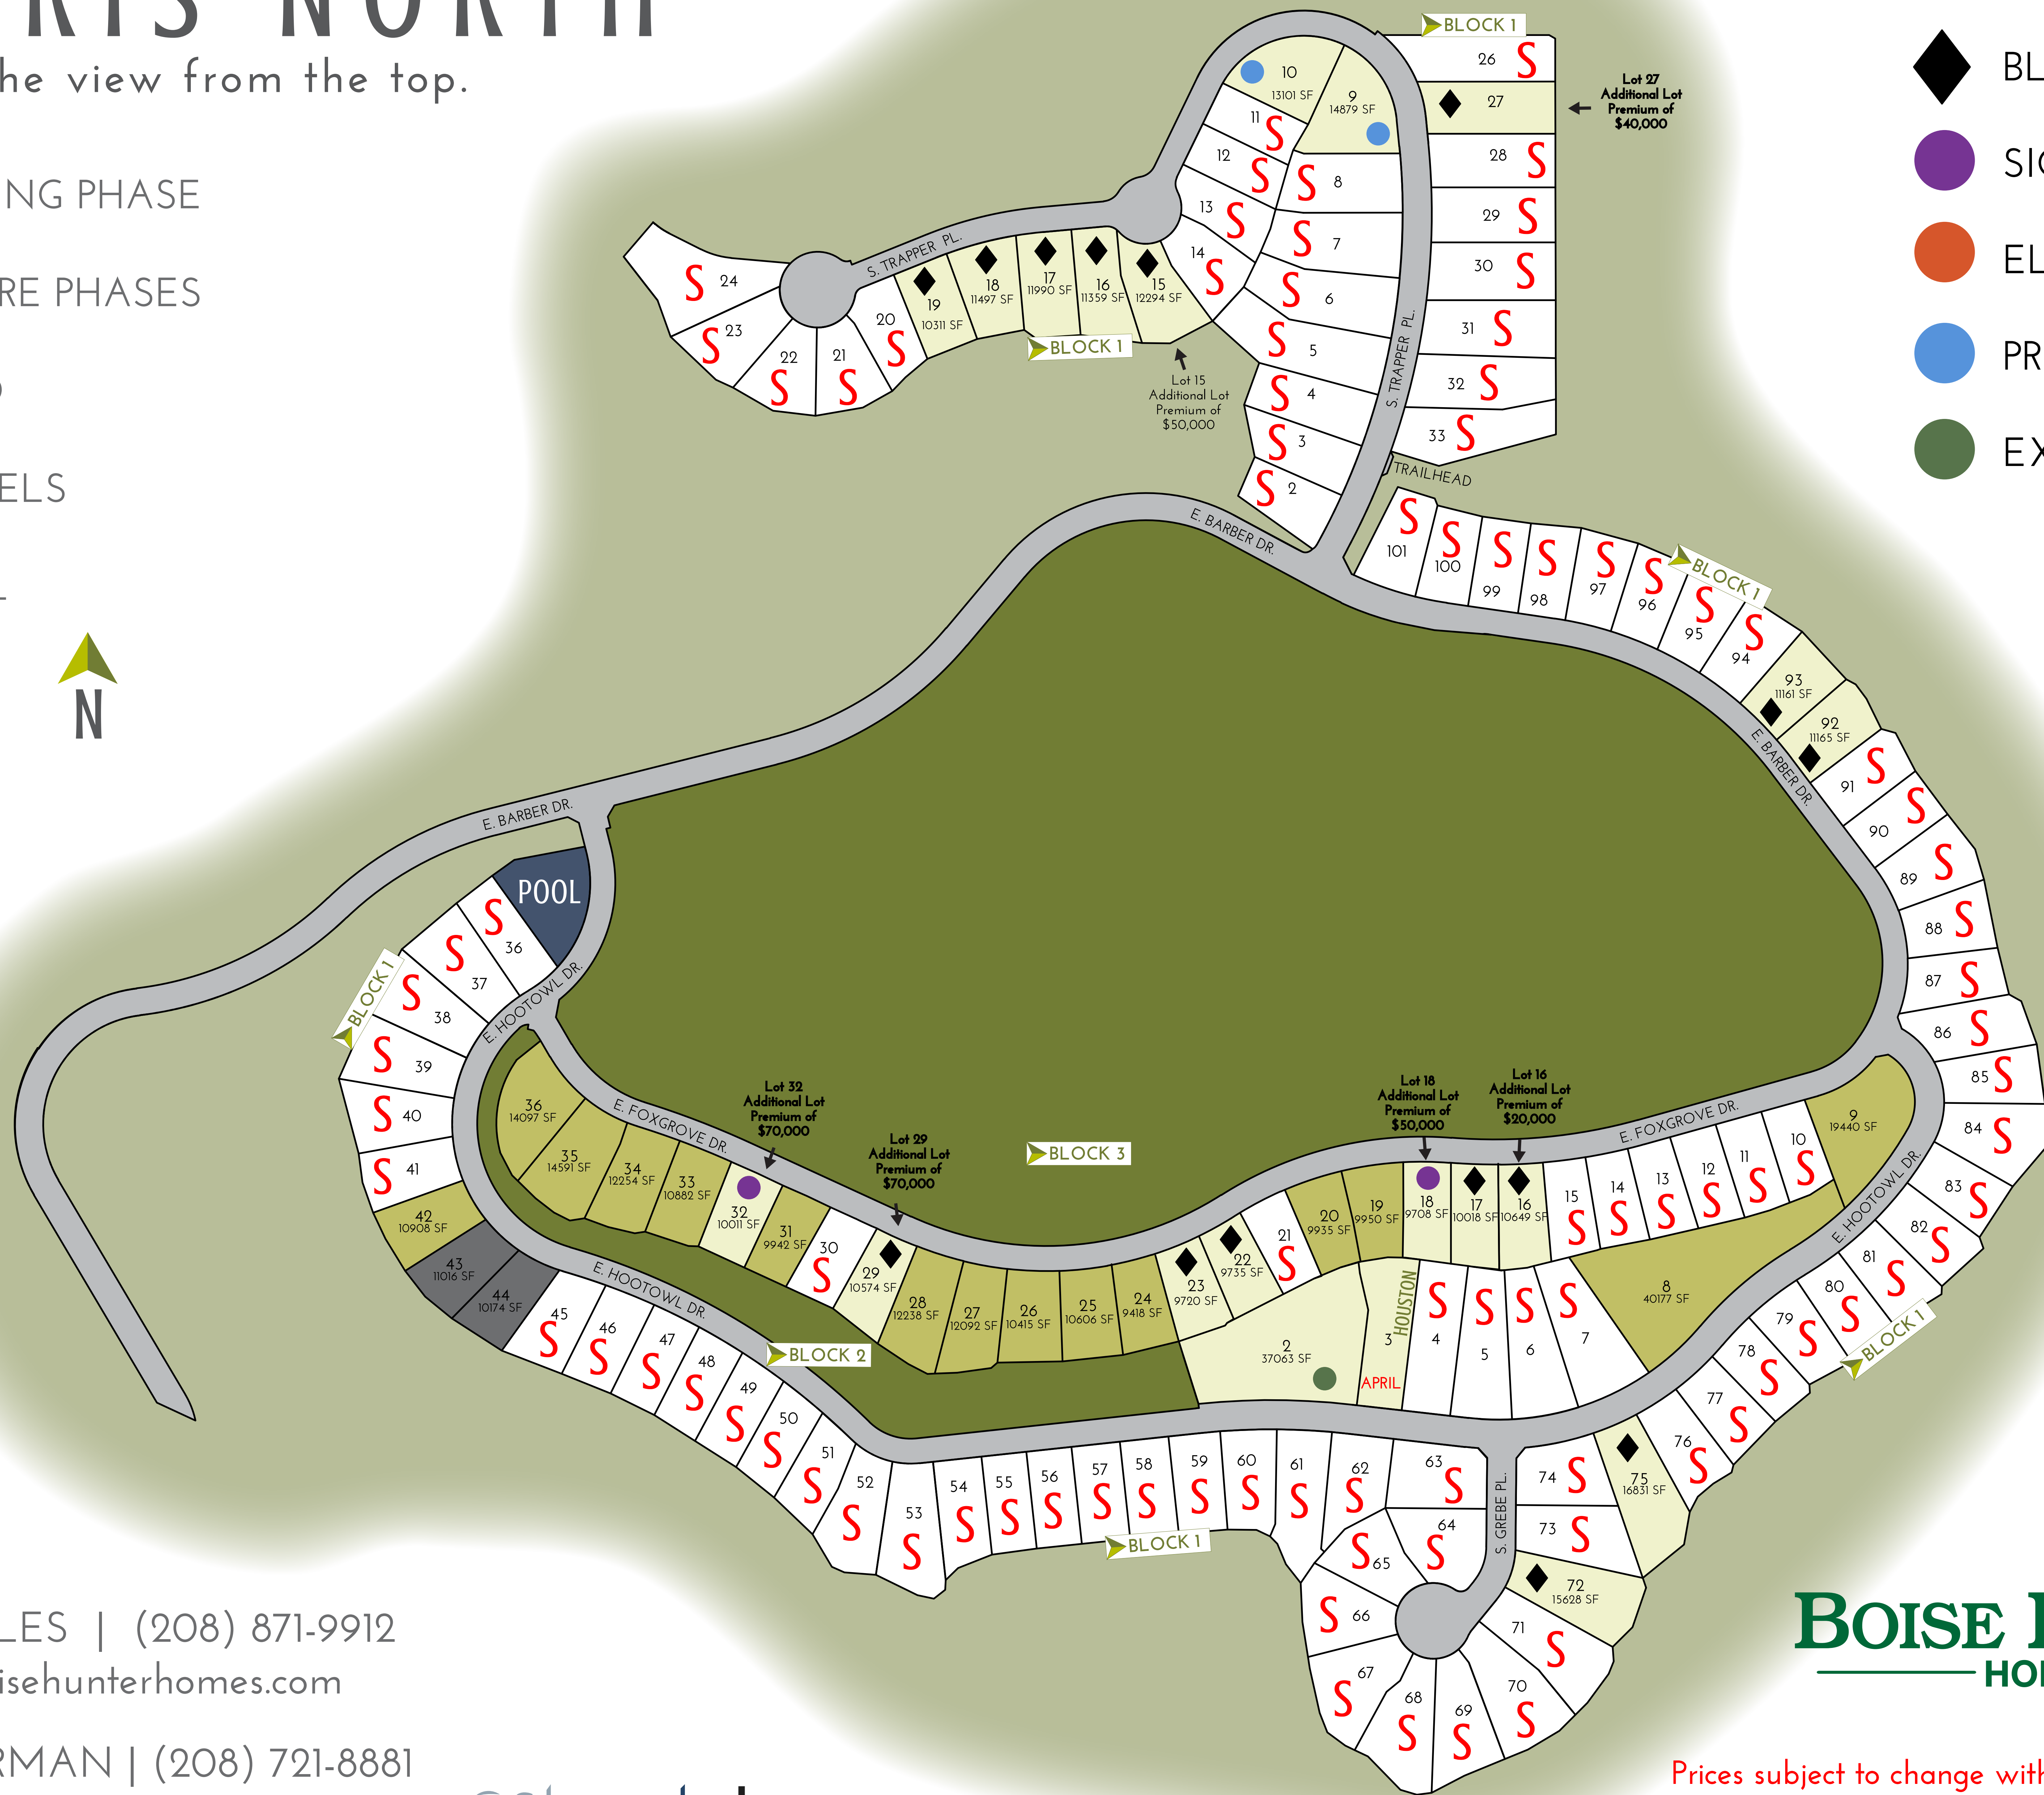 RIS NORTH
he view from the top.
NG PHASE
RE PHASES
ELS
N
LES | (208) 871-9912
isehunterhomes.com
RMAN | (208) 721-8881
BL
SIG
EL
PR
EX
BLOCK 1
26 S
27
Lot 27
Additional Lot
Premium of
$40,000
28 S
29 S
30 S
31 S
32 S
33 S
TRAILHEAD
10
13101 SF
9
14879 SF
11 S
12 S
13 S
14 S
S 8
S 7
S 6
S 5
S 4
S 3
S 2
S. TRAPPER PL.
S. TRAPPER PL.
S 24
S 23
22 S
21 S
20 S
19
10311 SF
18
11497 SF
17
11990 SF
16
11359 SF
15
12294 SF
BLOCK 1
Lot 15
Additional Lot
Premium of
$50,000
E. BARBER DR.
S 101
S 100
S 99
S 98
S 97
S 96
S 95
S 94
BLOCK 1
93
11161 SF
92
11165 SF
E. BARBER DR.
91 S
90 S
89 S
88 S
87 S
86 S
85 S
84 S
83 S
82 S
81 S
80 S
79 S
78 S
77 S
76 S
BLOCK 1
E. BARBER DR.
POOL
S 36
S 37
S 38
S 39
S 40
S 41
BLOCK 1
E. HOOTOWL DR.
42
10908 SF
43
11016 SF
44
10174 SF
36
14097 SF
35
14591 SF
34
12254 SF
33
10882 SF
32
10011 SF
31
9942 SF
30 S
29
10574 SF
28
12238 SF
27
12092 SF
26
10415 SF
25
10606 SF
24
9418 SF
23
9720 SF
22
9735 SF
21 S
20
9935 SF
19
9950 SF
18
9708 SF
17
10018 SF
16
10649 SF
15 S
14 S
13 S
12 S
11 S
10 S
9
19440 SF
E. FOXGROVE DR.
Lot 32
Additional Lot
Premium of
$70,000
Lot 29
Additional Lot
Premium of
$70,000
BLOCK 3
Lot 18
Additional Lot
Premium of
$50,000
Lot 16
Additional Lot
Premium of
$20,000
E. FOXGROVE DR.
E. HOOTOWL DR.
8
40177 SF
S 7
S 6
S 5
S 4
HOUSTON
3
APRIL
2
37063 SF
BLOCK 2
E. HOOTOWL DR.
45 S
46 S
47 S
48 S
49 S
50 S
51 S
52 S
53 S
54 S
55 S
56 S
57 S
58 S
59 S
60 S
61 S
62 S
63 S
64 S
S 65
S 66
67 S
68 S
69 S
70 S
71 S
72
15628 SF
73 S
74 S
75
16831 SF
S. GREBE PL.
BLOCK 1
BOISE
HO
Prices subject to change with